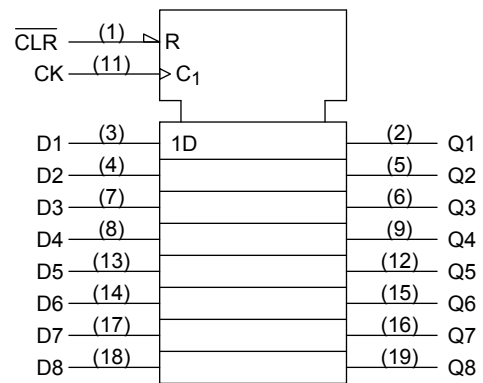 CLR (1) R
CK (11) C1
D1 (3) 1D (2) Q1
D2 (4) (5) Q2
D3 (7) (6) Q3
D4 (8) (9) Q4
D5 (13) (12) Q5
D6 (14) (15) Q6
D7 (17) (16) Q7
D8 (18) (19) Q8